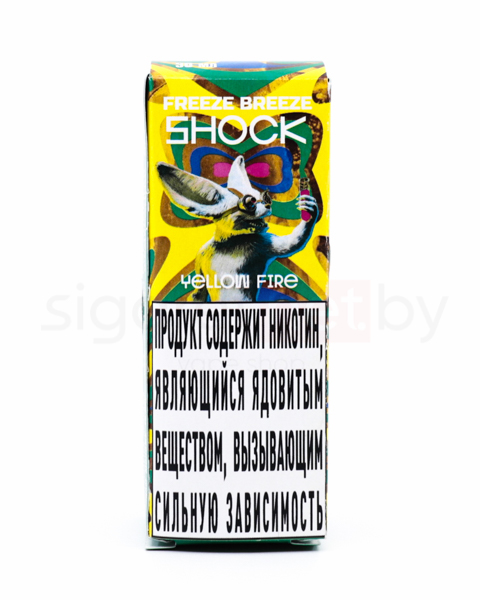 FREEZE BREEZE
SHOCK
YELLOW FIRE
ПРОДУКТ СОДЕРЖИТ НИКОТИН,
ЯВЛЯЮЩИЙСЯ ЯДОВИТЫМ
ВЕЩЕСТВОМ, ВЫЗЫВАЮЩИМ
СИЛЬНУЮ ЗАВИСИМОСТЬ